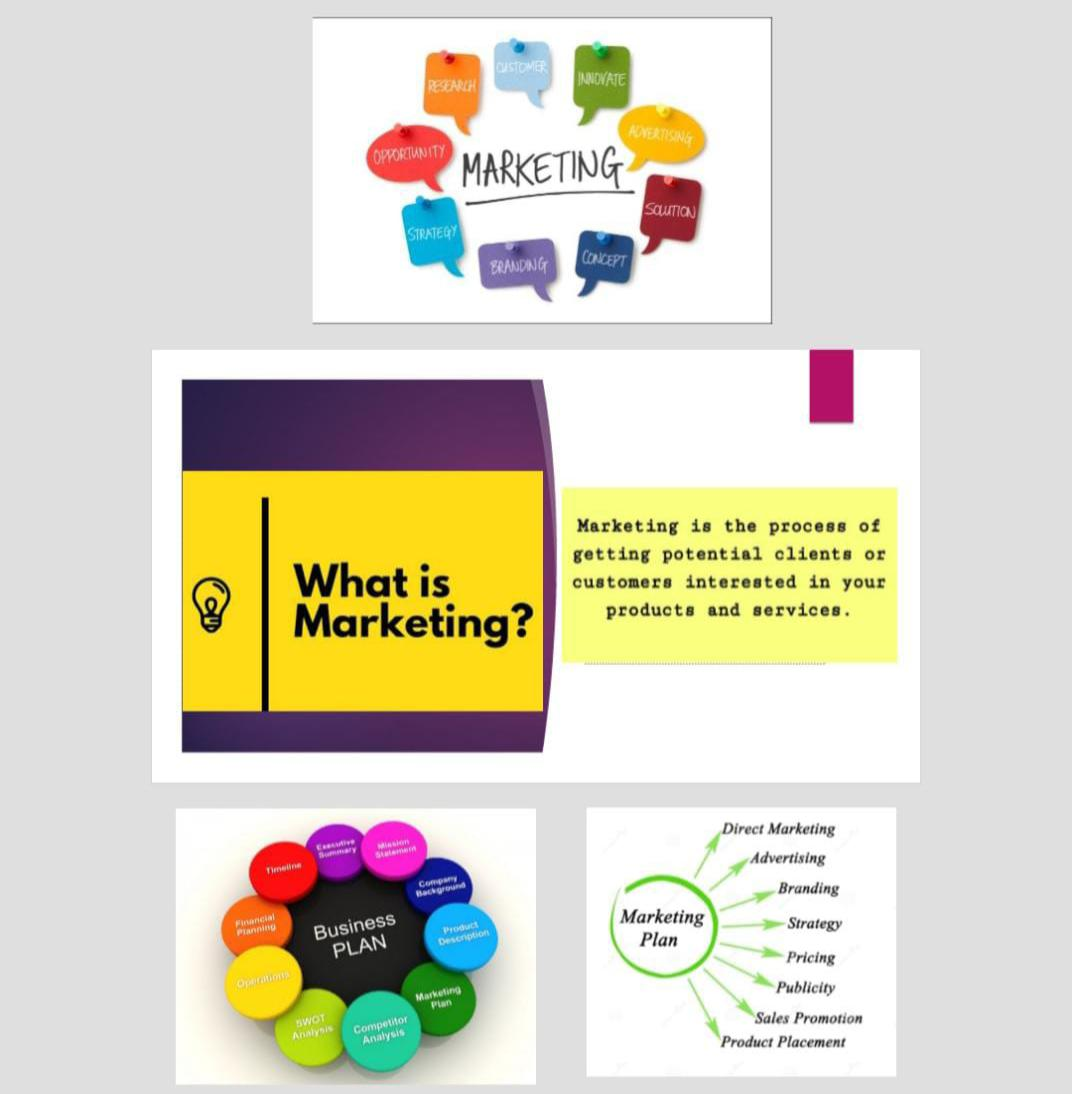 RESEARCH
CUSTOMER
INNOVATE
OPPORTUNITY
ADVERTISING
MARKETING
STRATEGY
SOLUTION
BRANDING
CONCEPT
What is
Marketing?
Marketing is the process of
getting potential clients or
customers interested in your
products and services.
Executive
Summary
Mission
Statement
Timeline
Company
Background
Financial
Planning
Business
PLAN
Product
Description
Operations
Marketing
Plan
SWOT
Analysis
Competitor
Analysis
Direct Marketing
Advertising
Branding
Marketing
Plan
Strategy
Pricing
Publicity
Sales Promotion
Product Placement